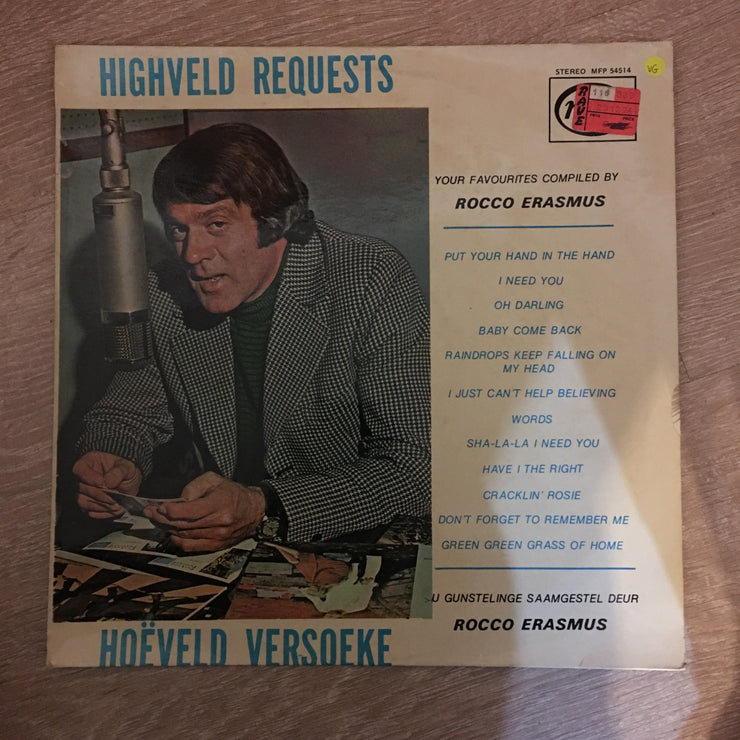 HIGHVELD REQUESTS
STEREO MFP 54514
VG
RAVE
118
YOUR FAVOURITES COMPILED BY
ROCCO ERASMUS
PUT YOUR HAND IN THE HAND
I NEED YOU
OH DARLING
BABY COME BACK
RAINDROPS KEEP FALLING ON
MY HEAD
I JUST CAN'T HELP BELIEVING
WORDS
SHA-LA-LA I NEED YOU
HAVE I THE RIGHT
CRACKLIN' ROSIE
DON'T FORGET TO REMEMBER ME
GREEN GREEN GRASS OF HOME
U GUNSTELINGE SAAMGESTEL DEUR
ROCCO ERASMUS
HOËVELD VERSOEKE